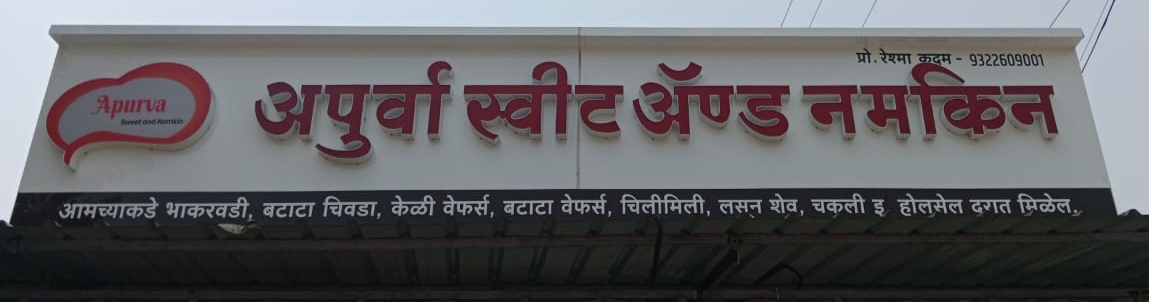 प्रो. रेश्मा कदम - 9322609001
Apurva
Sweet and Namkin
अपुर्वा स्वीट ॲण्ड नमकिन
आमच्याकडे भाकरवडी, बटाटा चिवडा, केळी वेफर्स, बटाटा वेफर्स, चिलीमिली, लसन शेव, चकली इ होलसेल दरात मिळेल.